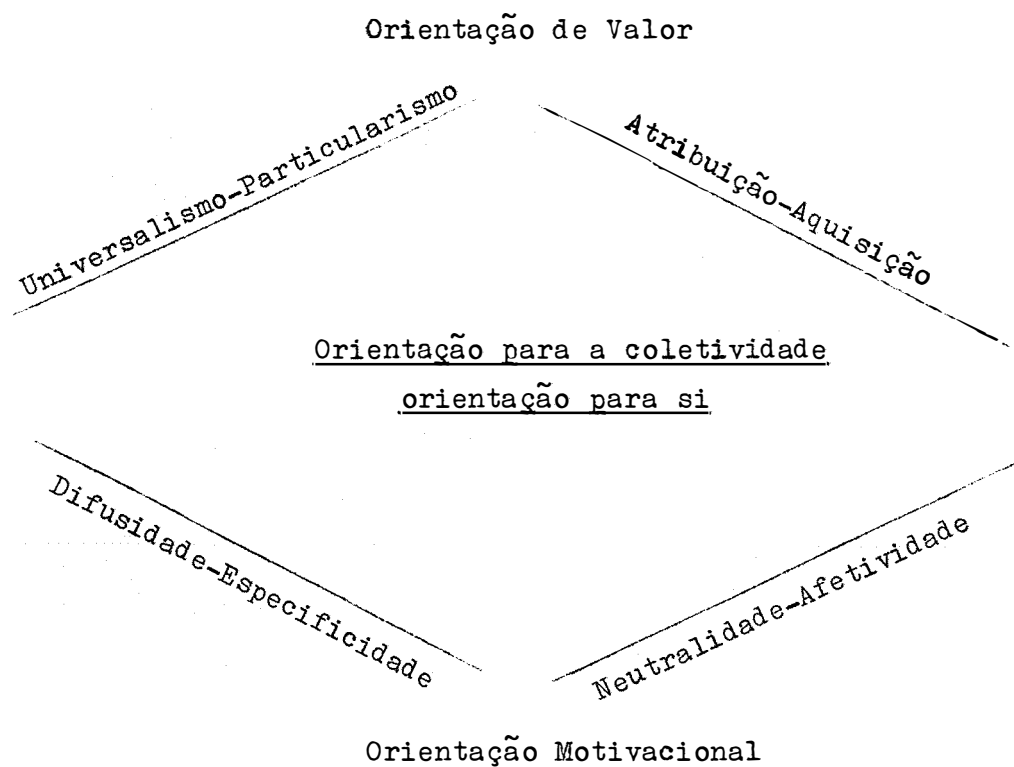 Orientação de Valor
Universalismo-Particularismo
Atribuição-Aquisição
Orientação para a coletividade
orientação para si
Difusidade-Especificidade
Neutralidade-Afetividade
Orientação Motivacional